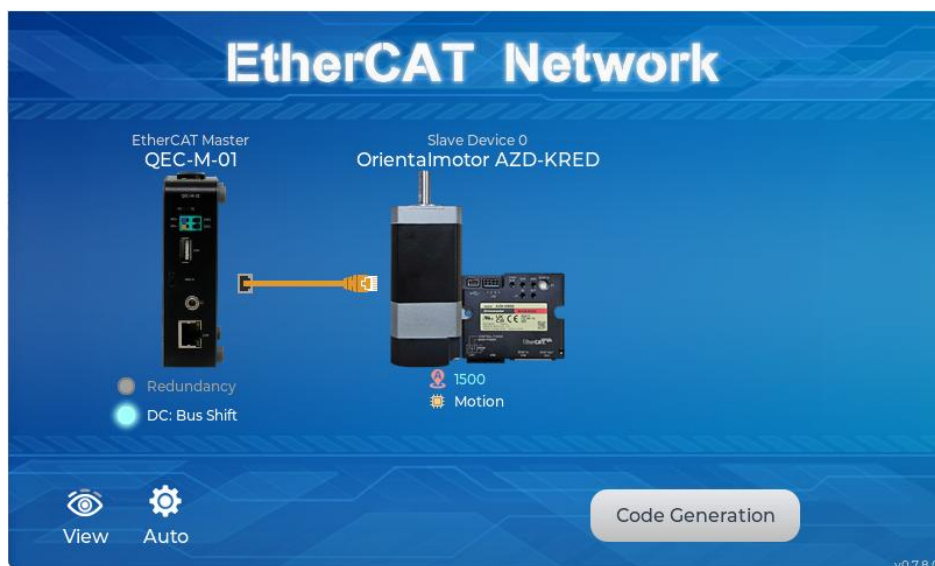 EtherCAT Network
EtherCAT Master
QEC-M-01
Slave Device 0
Orientalmotor AZD-KRED
1500
Motion
Redundancy
DC: Bus Shift
View
Auto
Code Generation